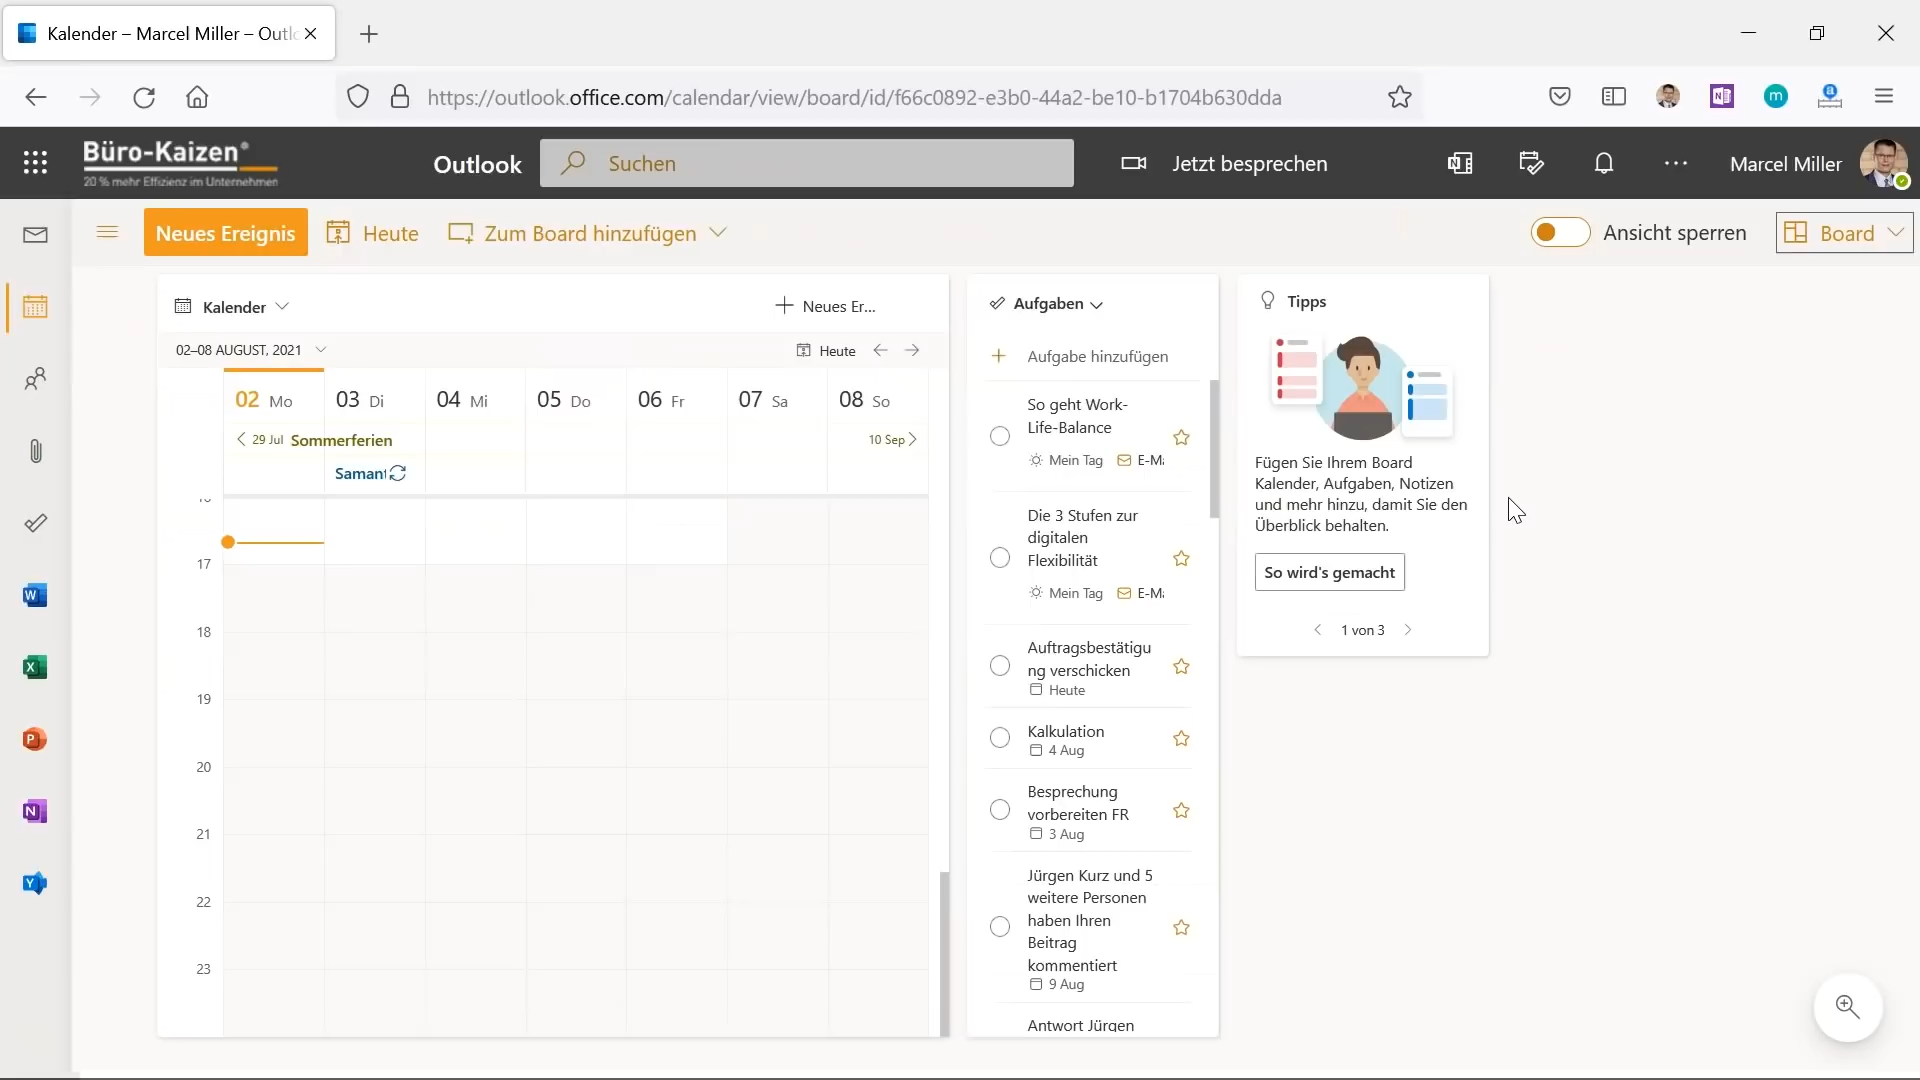 Kalender – Marcel Miller – Outlo
https://outlook.office.com/calendar/view/board/id/f66c0892-e3b0-44a2-be10-b1704b630dda
Büro-Kaizen®
20 % mehr Effizienz im Unternehmen
Outlook
Suchen
Jetzt besprechen
Marcel Miller
Neues Ereignis
Heute
Zum Board hinzufügen
Ansicht sperren
Board
Kalender
Neues Er...
02–08 AUGUST, 2021
Heute
02 Mo
03 Di
04 Mi
05 Do
06 Fr
07 Sa
08 So
29 Jul Sommerferien
10 Sep
Samant
17
18
19
20
21
22
23
Aufgaben
Aufgabe hinzufügen
So geht Work-
Life-Balance
Mein Tag E-Ma
Die 3 Stufen zur
digitalen
Flexibilität
Mein Tag E-Ma
Auftragsbestätigu
ng verschicken
Heute
Kalkulation
4 Aug
Besprechung
vorbereiten FR
3 Aug
Jürgen Kurz und 5
weitere Personen
haben Ihren
Beitrag
kommentiert
9 Aug
Antwort Jürgen
Tipps
Fügen Sie Ihrem Board
Kalender, Aufgaben, Notizen
und mehr hinzu, damit Sie den
Überblick behalten.
So wird's gemacht
1 von 3